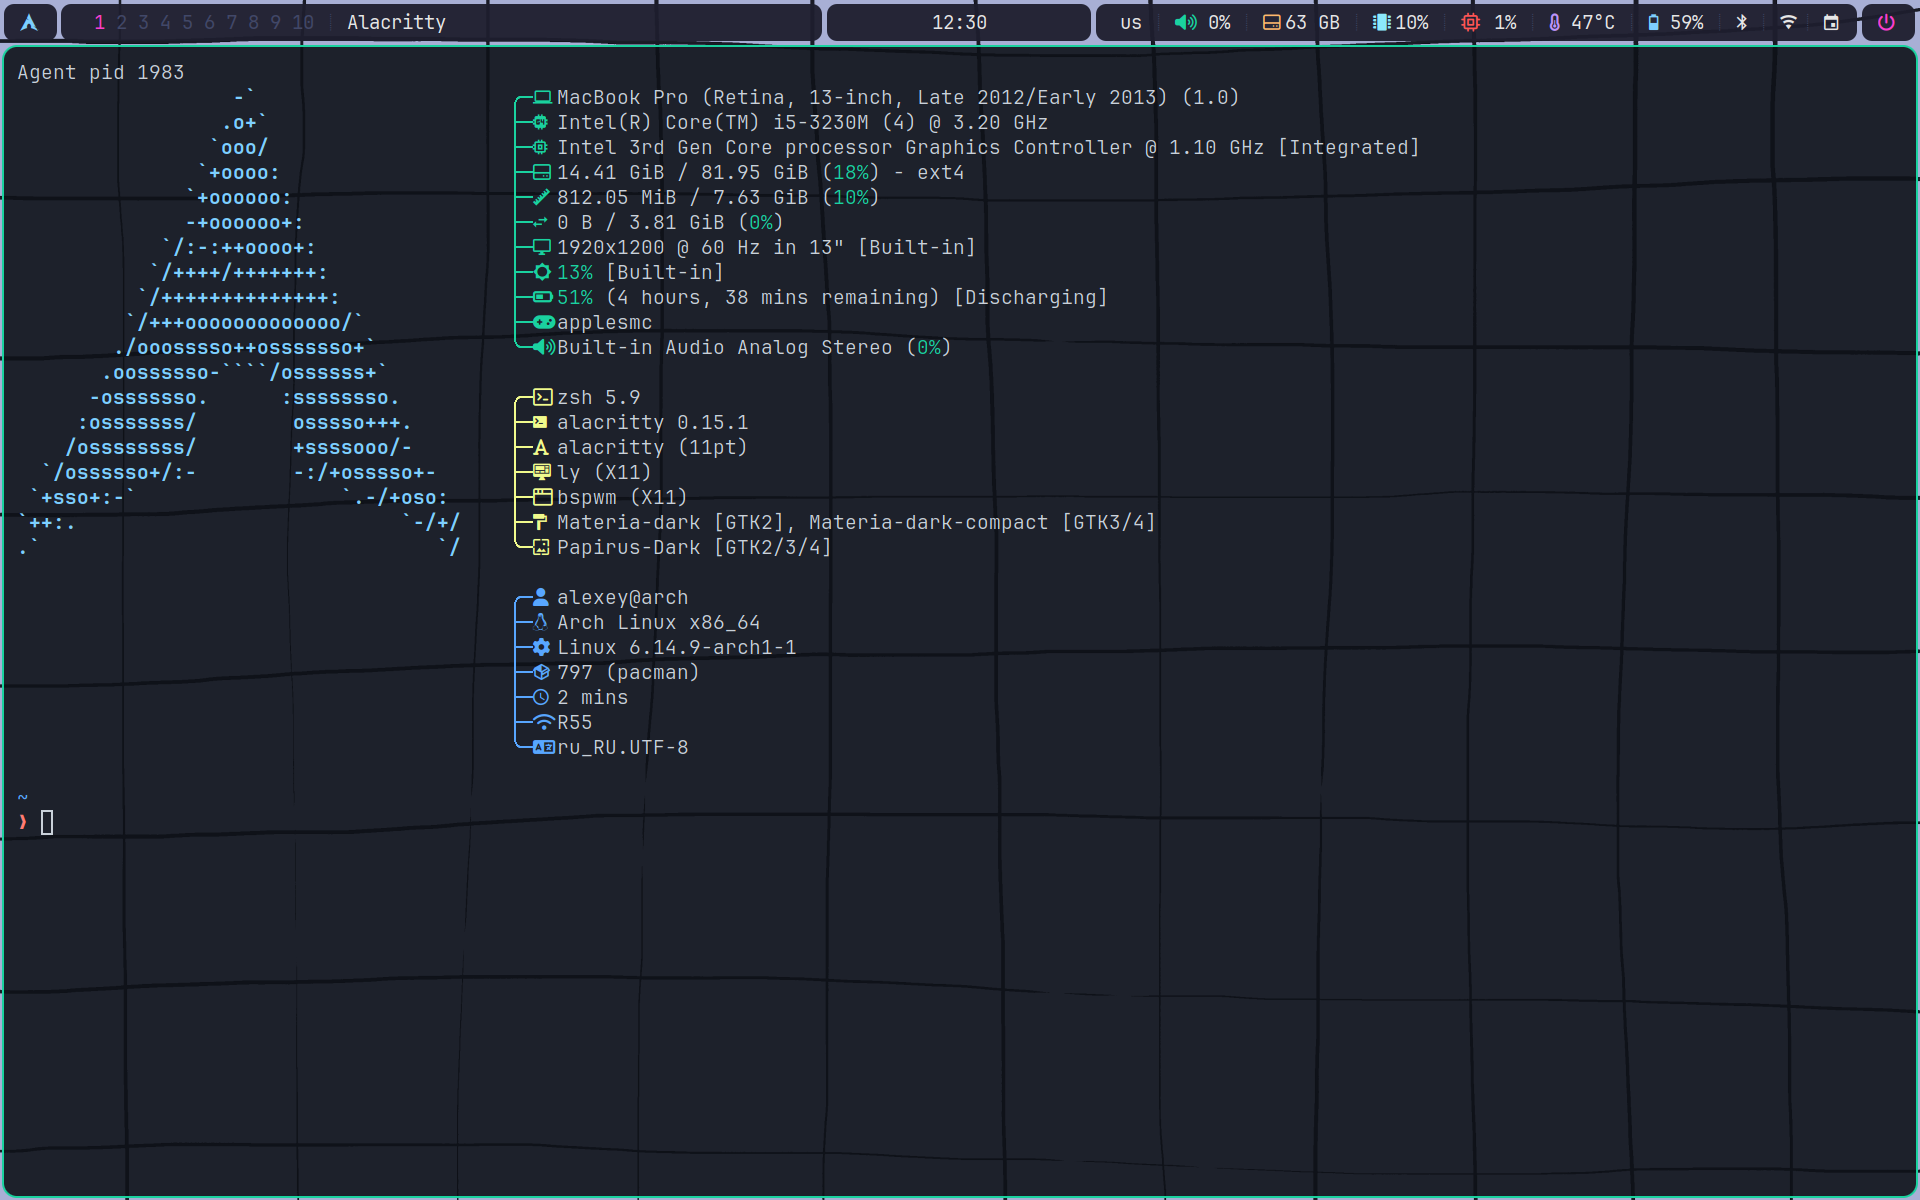 1 2 3 4 5 6 7 8 9 10 Alacritty 12:30 us 0% 63 GB 10% 1% 47°C 59%
Agent pid 1983
                  -`
                 .o+`
                `ooo/
               `+oooo:
              `+oooooo:
              -+oooooo+:
            `/:-:++oooo+:
           `/++++/+++++++:
          `/++++++++++++++:
         `/+++ooooooooooooo/`
        ./ooosssso++osssssso+`
       .oossssso-````/ossssss+`
      -osssssso.      :ssssssso.
     :osssssss/        osssso+++.
    /ossssssss/        +ssssooo/-
  `/ossssso+/:-        -:/+osssso+-
 `+sso+:-`                 `.-/+oso:
`++:.                           `-/+/
.`                                 `/
MacBook Pro (Retina, 13-inch, Late 2012/Early 2013) (1.0)
Intel(R) Core(TM) i5-3230M (4) @ 3.20 GHz
Intel 3rd Gen Core processor Graphics Controller @ 1.10 GHz [Integrated]
14.41 GiB / 81.95 GiB (18%) - ext4
812.05 MiB / 7.63 GiB (10%)
0 B / 3.81 GiB (0%)
1920x1200 @ 60 Hz in 13" [Built-in]
13% [Built-in]
51% (4 hours, 38 mins remaining) [Discharging]
applesmc
Built-in Audio Analog Stereo (0%)
zsh 5.9
alacritty 0.15.1
alacritty (11pt)
ly (X11)
bspwm (X11)
Materia-dark [GTK2], Materia-dark-compact [GTK3/4]
Papirus-Dark [GTK2/3/4]
alexey@arch
Arch Linux x86_64
Linux 6.14.9-arch1-1
797 (pacman)
2 mins
R55
ru_RU.UTF-8
~
❯